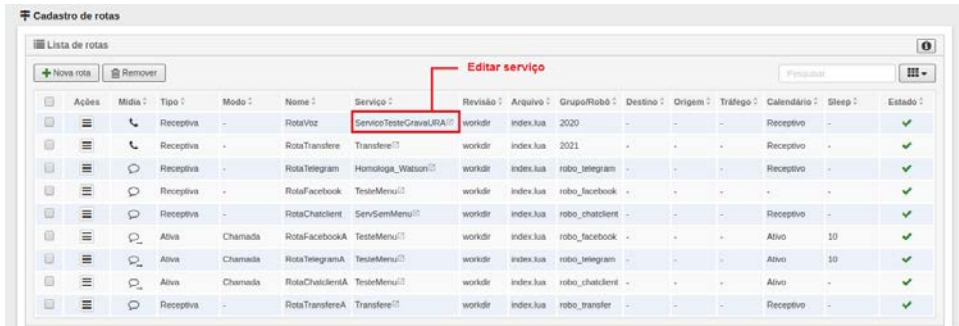 Cadastro de rotas
Lista de rotas
Nova rota Remover Editar serviço Pesquisar
Ações Mídia Tipo Modo Nome Serviço Revisão Arquivo Grupo/Robô Destino Origem Tráfego Calendário Sleep Estado
Receptiva - RotaVoz ServicoTesteGravaURA workdir index.lua 2020 - - - Receptivo -
Receptiva - RotaTransfere Transfere workdir index.lua 2021 - - - Receptivo -
Receptiva - RotaTelegram Homologa_Watson workdir index.lua robo_telegram - - - Receptivo -
Receptiva - RotaFacebook TesteMenu workdir index.lua robo_facebook - - - - -
Receptiva - RotaChatclient ServSemMenu workdir index.lua robo_chatclient - - - Receptivo -
Ativa Chamada RotaFacebookA TesteMenu workdir index.lua robo_facebook - - - Ativo 10
Ativa Chamada RotaTelegramA TesteMenu workdir index.lua robo_telegram - - - Ativo 10
Ativa Chamada RotaChatclientA TesteMenu workdir index.lua robo_chatclient - - - Ativo -
Receptiva - RotaTransfereA Transfere workdir index.lua robo_transfer - - - Receptivo -